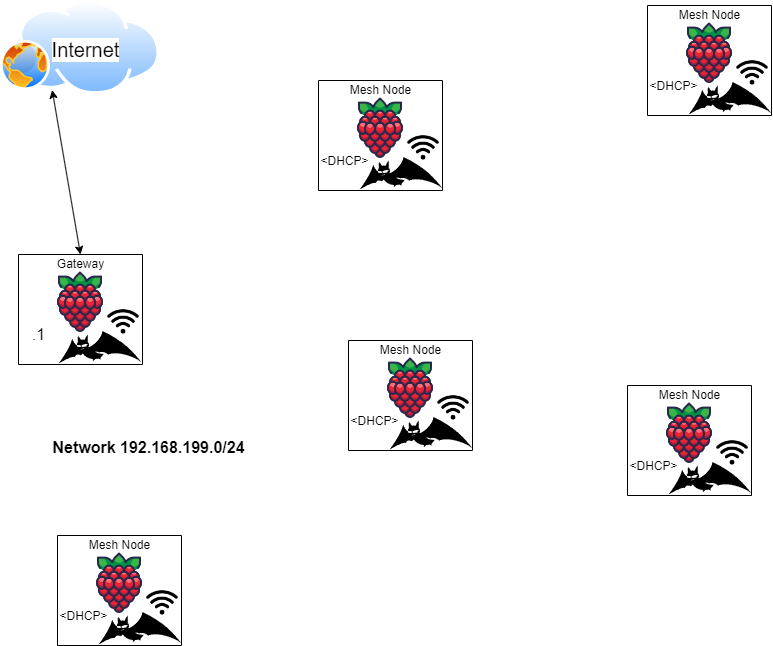 Internet
Mesh Node
<DHCP>
Mesh Node
<DHCP>
Gateway
.1
Mesh Node
<DHCP>
Mesh Node
<DHCP>
Network 192.168.199.0/24
Mesh Node
<DHCP>